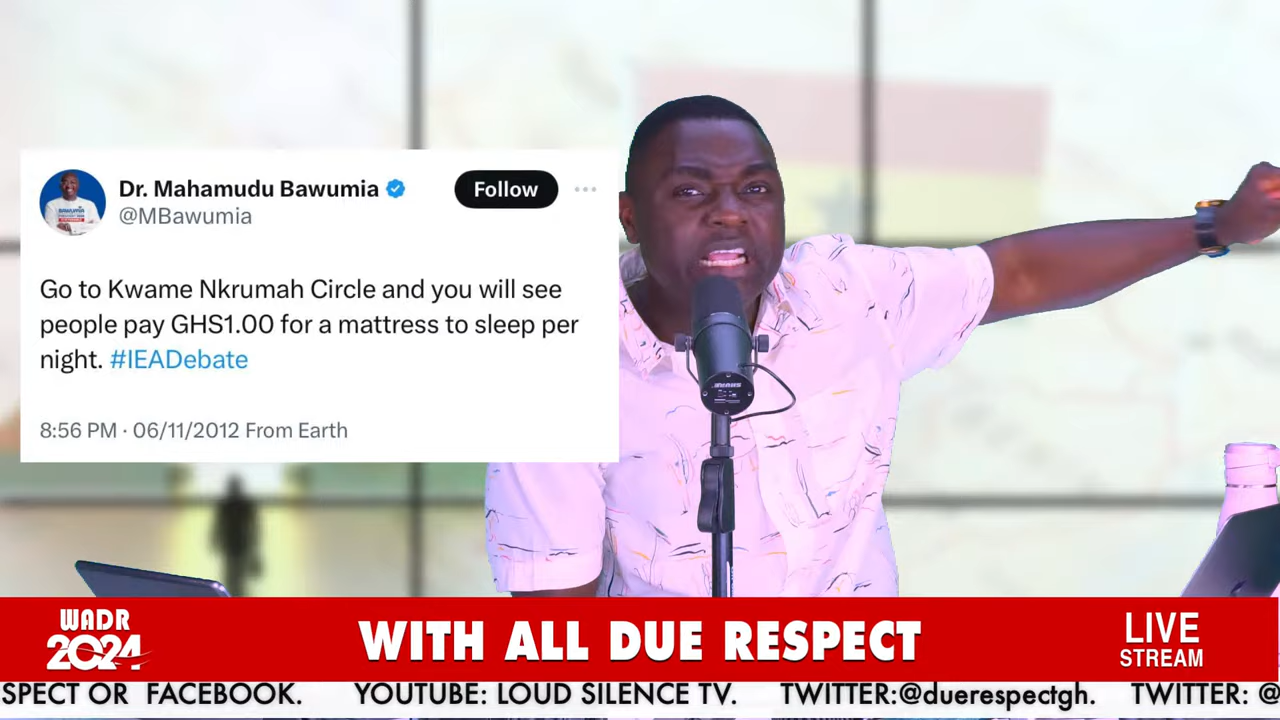 Dr. Mahamudu Bawumia
@MBawumia
Follow
Go to Kwame Nkrumah Circle and you will see
people pay GHS1.00 for a mattress to sleep per
night. #IEADebate
8:56 PM · 06/11/2012 From Earth
SHURE
WADR
2024
WITH ALL DUE RESPECT
LIVE
STREAM
SPECT OR FACEBOOK. YOUTUBE: LOUD SILENCE TV. TWITTER:@duerespectgh. TWITTER: @